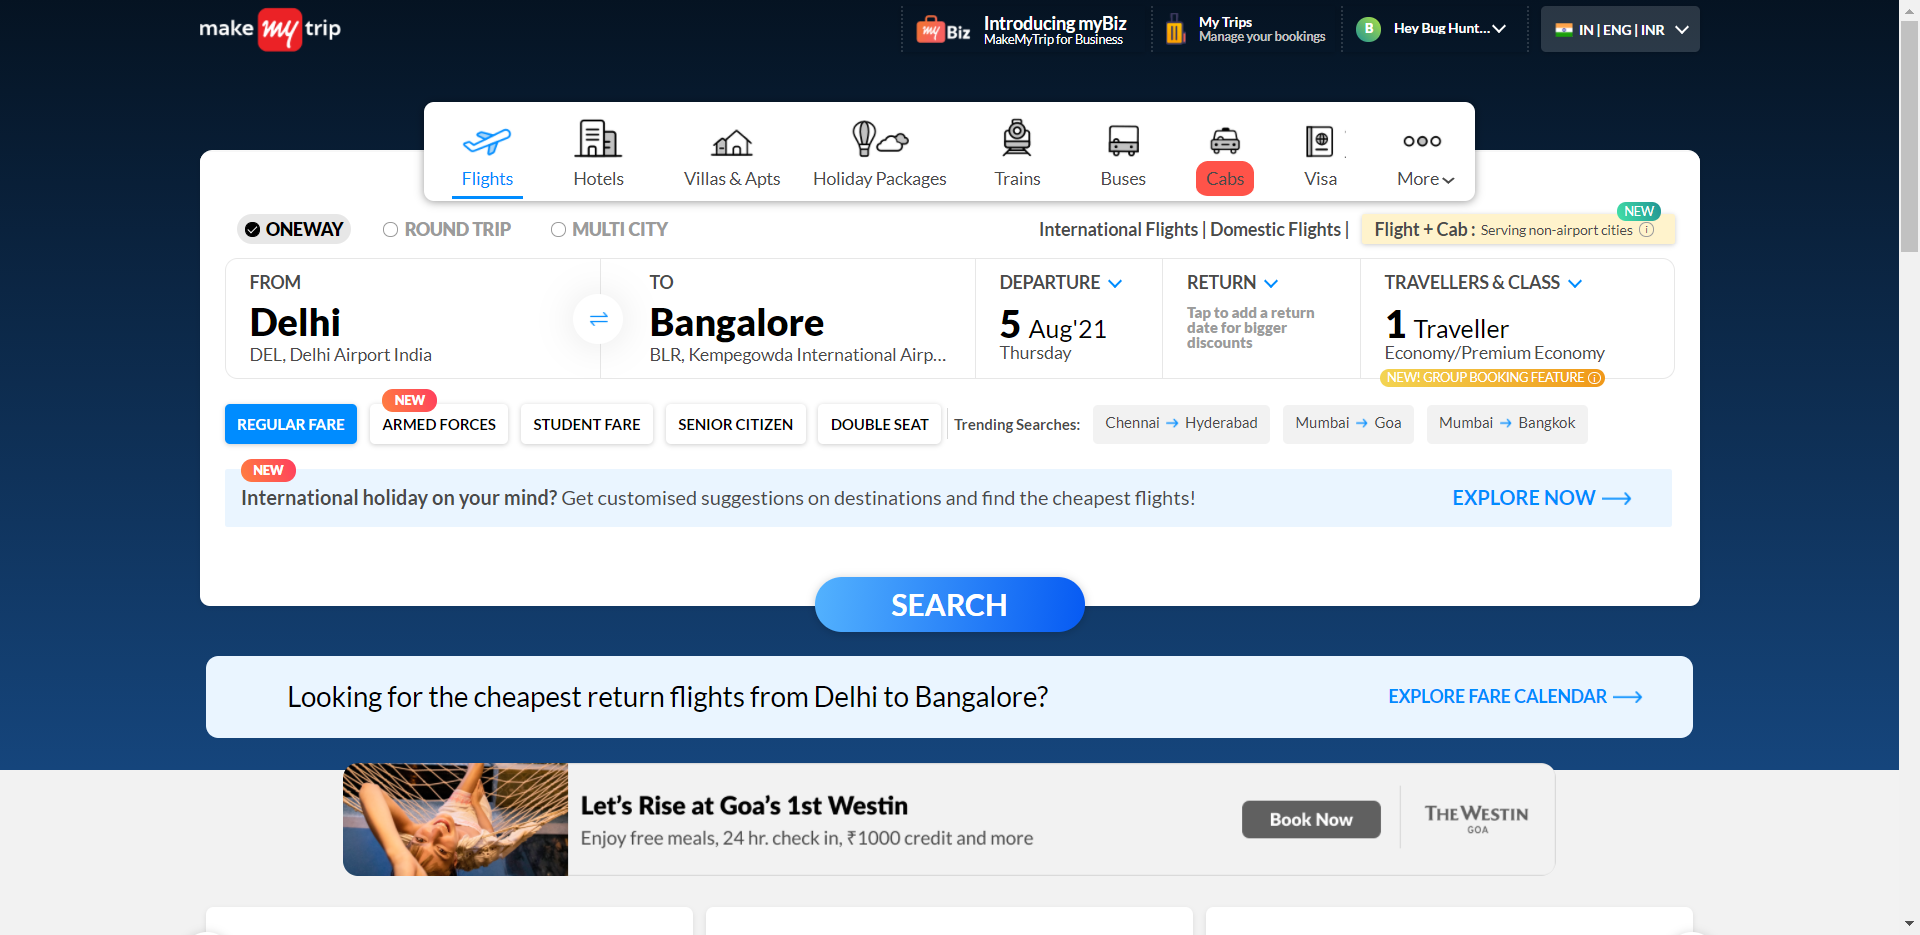 make my trip
my Biz
Introducing myBiz
MakeMyTrip for Business
My Trips
Manage your bookings
B
Hey Bug Hunt...
IN | ENG | INR
Flights
Hotels
Villas & Apts
Holiday Packages
Trains
Buses
Cabs
Visa
More
ONEWAY
ROUND TRIP
MULTI CITY
International Flights | Domestic Flights |
NEW
Flight + Cab : Serving non-airport cities
FROM
Delhi
DEL, Delhi Airport India
TO
Bangalore
BLR, Kempegowda International Airp...
DEPARTURE
5 Aug'21
Thursday
RETURN
Tap to add a return
date for bigger
discounts
TRAVELLERS & CLASS
1 Traveller
Economy/Premium Economy
NEW! GROUP BOOKING FEATURE
REGULAR FARE
NEW
ARMED FORCES
STUDENT FARE
SENIOR CITIZEN
DOUBLE SEAT
Trending Searches:
Chennai → Hyderabad
Mumbai → Goa
Mumbai → Bangkok
NEW
International holiday on your mind? Get customised suggestions on destinations and find the cheapest flights!
EXPLORE NOW
SEARCH
Looking for the cheapest return flights from Delhi to Bangalore?
EXPLORE FARE CALENDAR
Let's Rise at Goa's 1st Westin
Enjoy free meals, 24 hr. check in, ₹1000 credit and more
Book Now
THE WESTIN
GOA